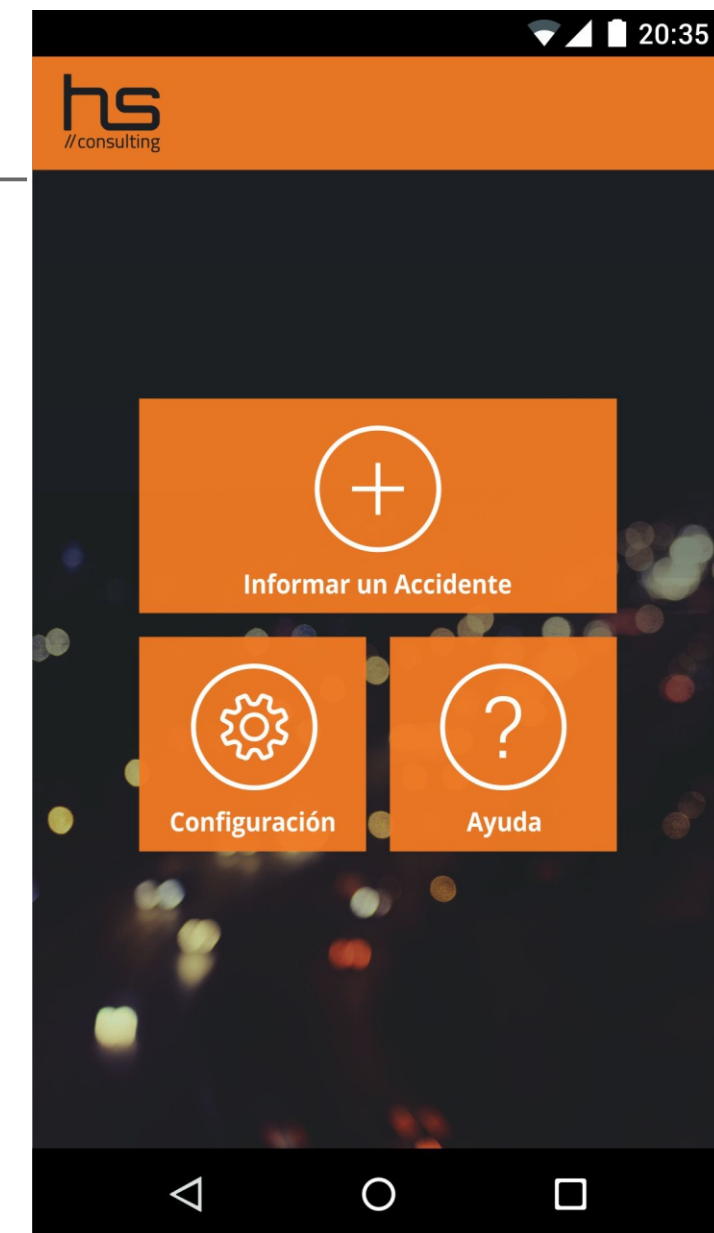 20:35
hs
//consulting
Informar un Accidente
Configuración
?
Ayuda